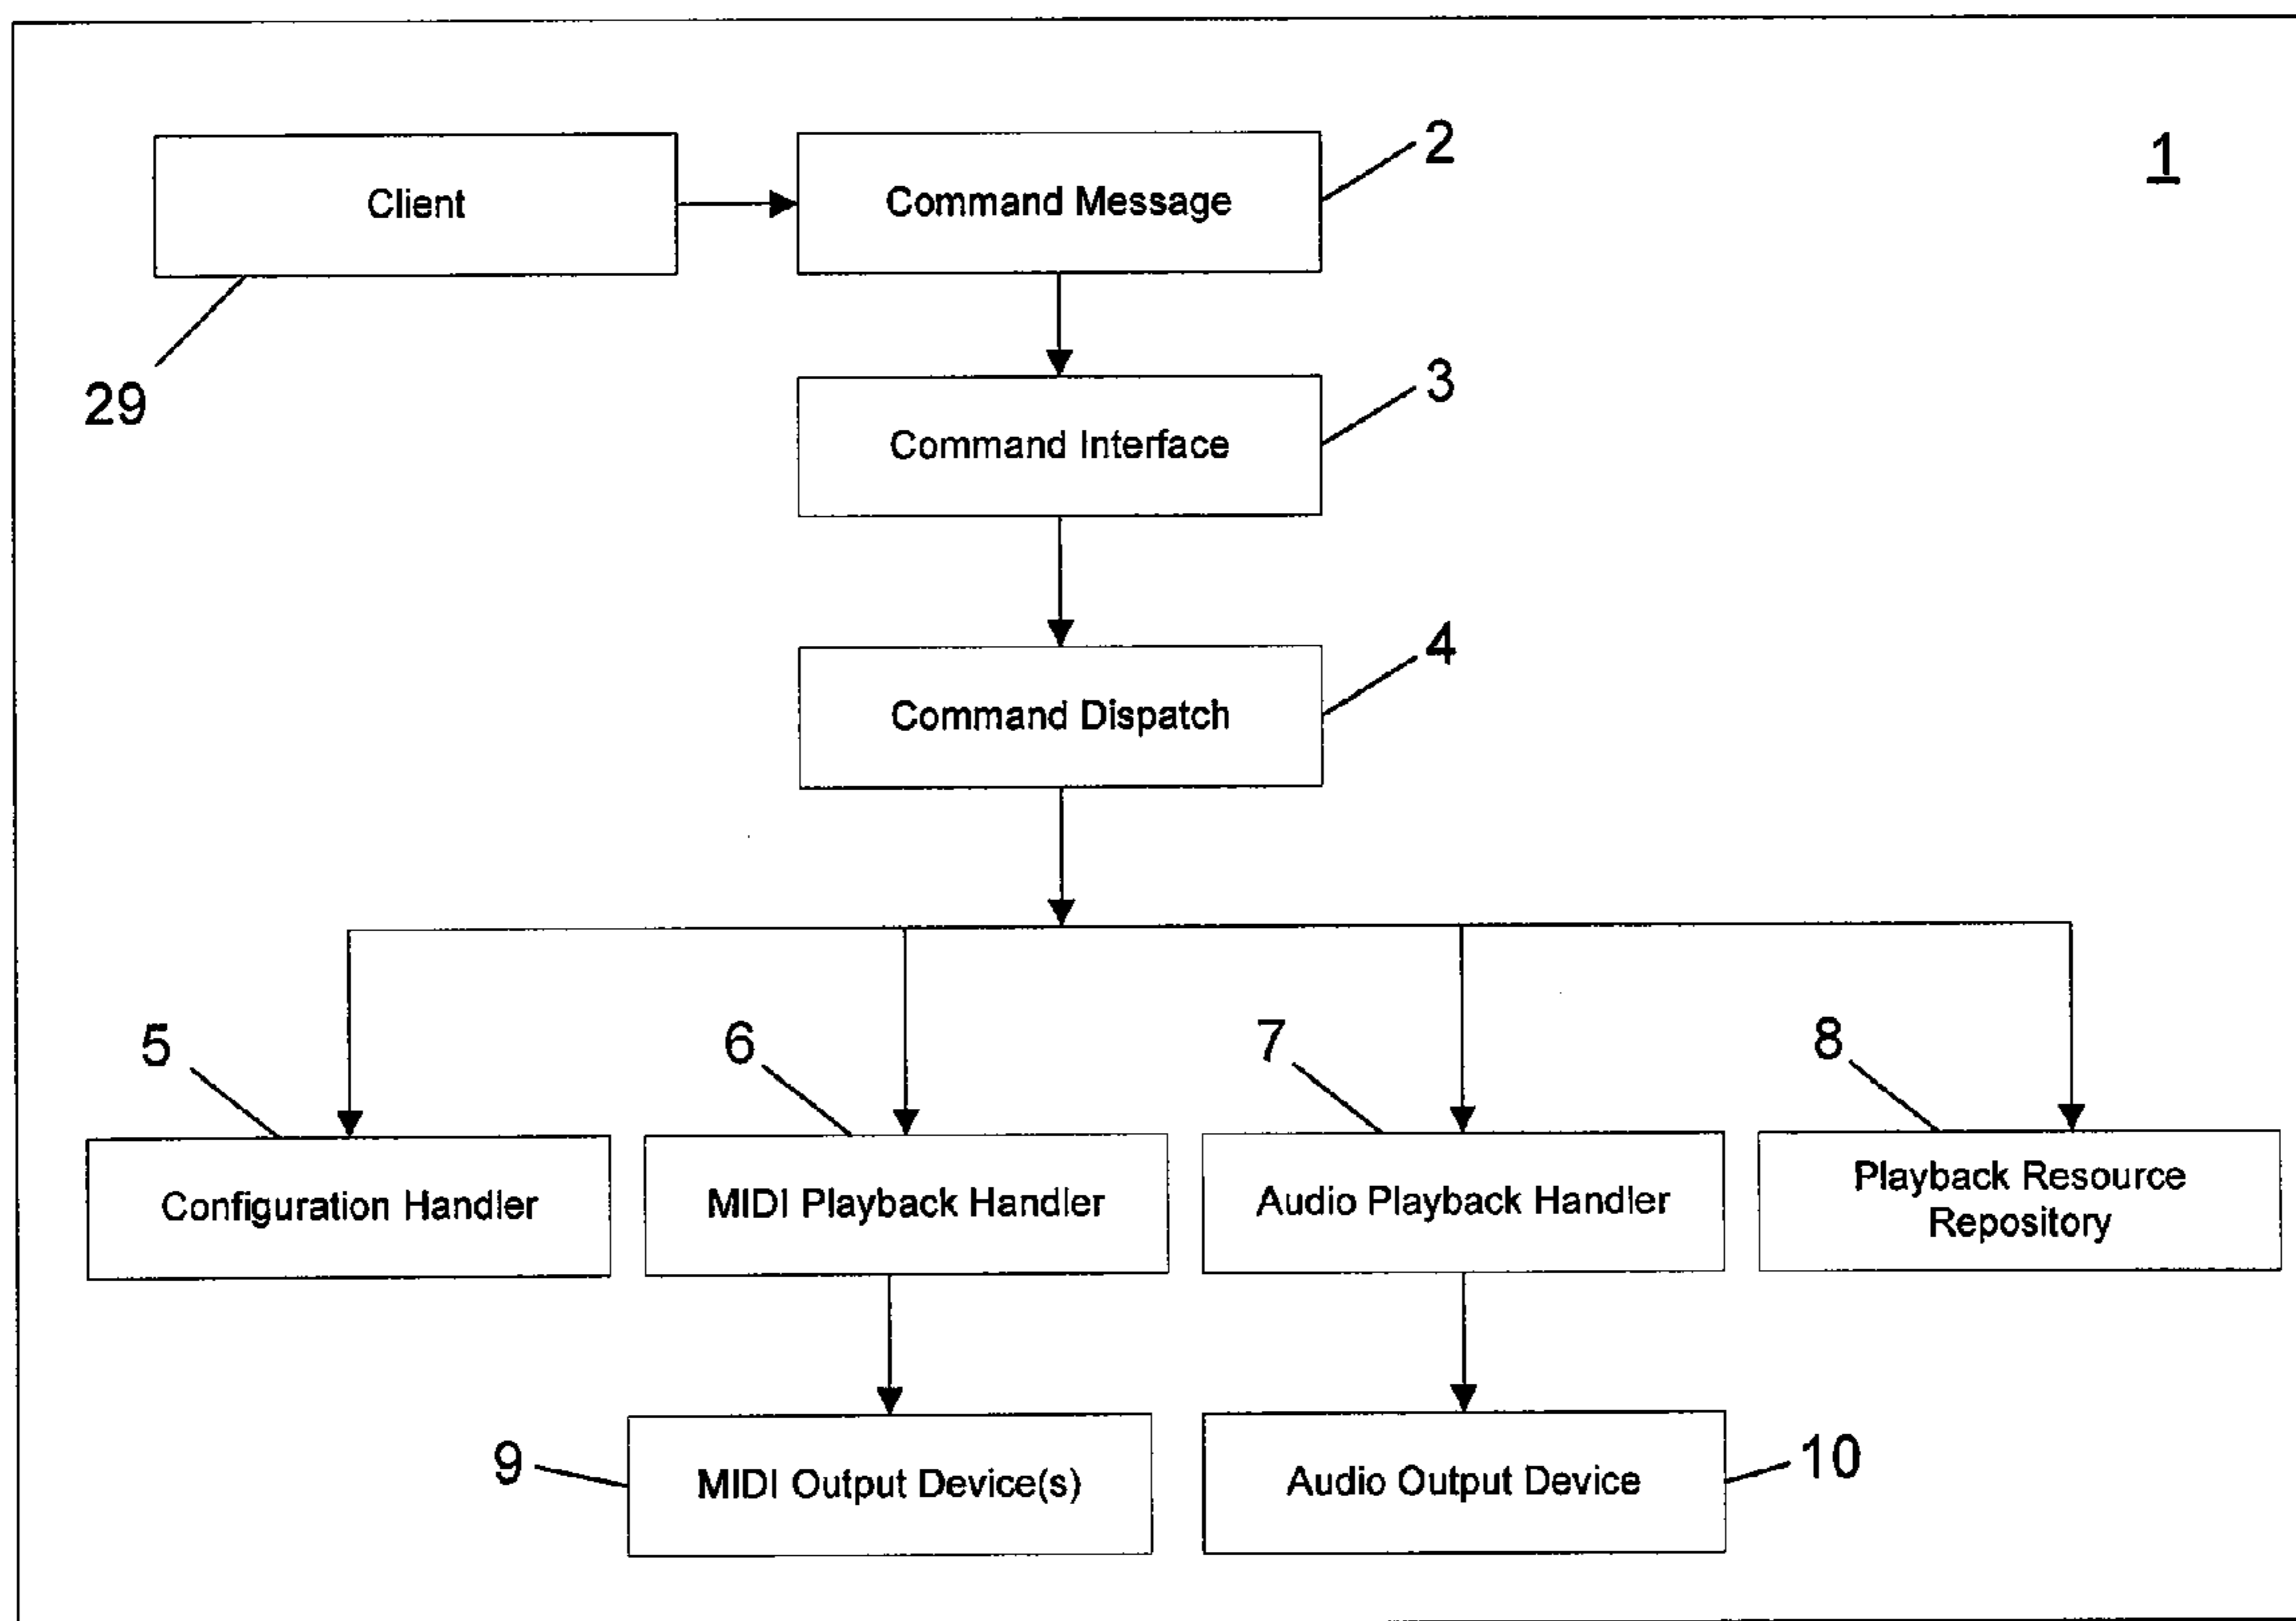 1
Client
Command Message
2
29
Command Interface
3
Command Dispatch
4
5
6
7
8
Configuration Handler
MIDI Playback Handler
Audio Playback Handler
Playback Resource
Repository
9
MIDI Output Device(s)
Audio Output Device
10